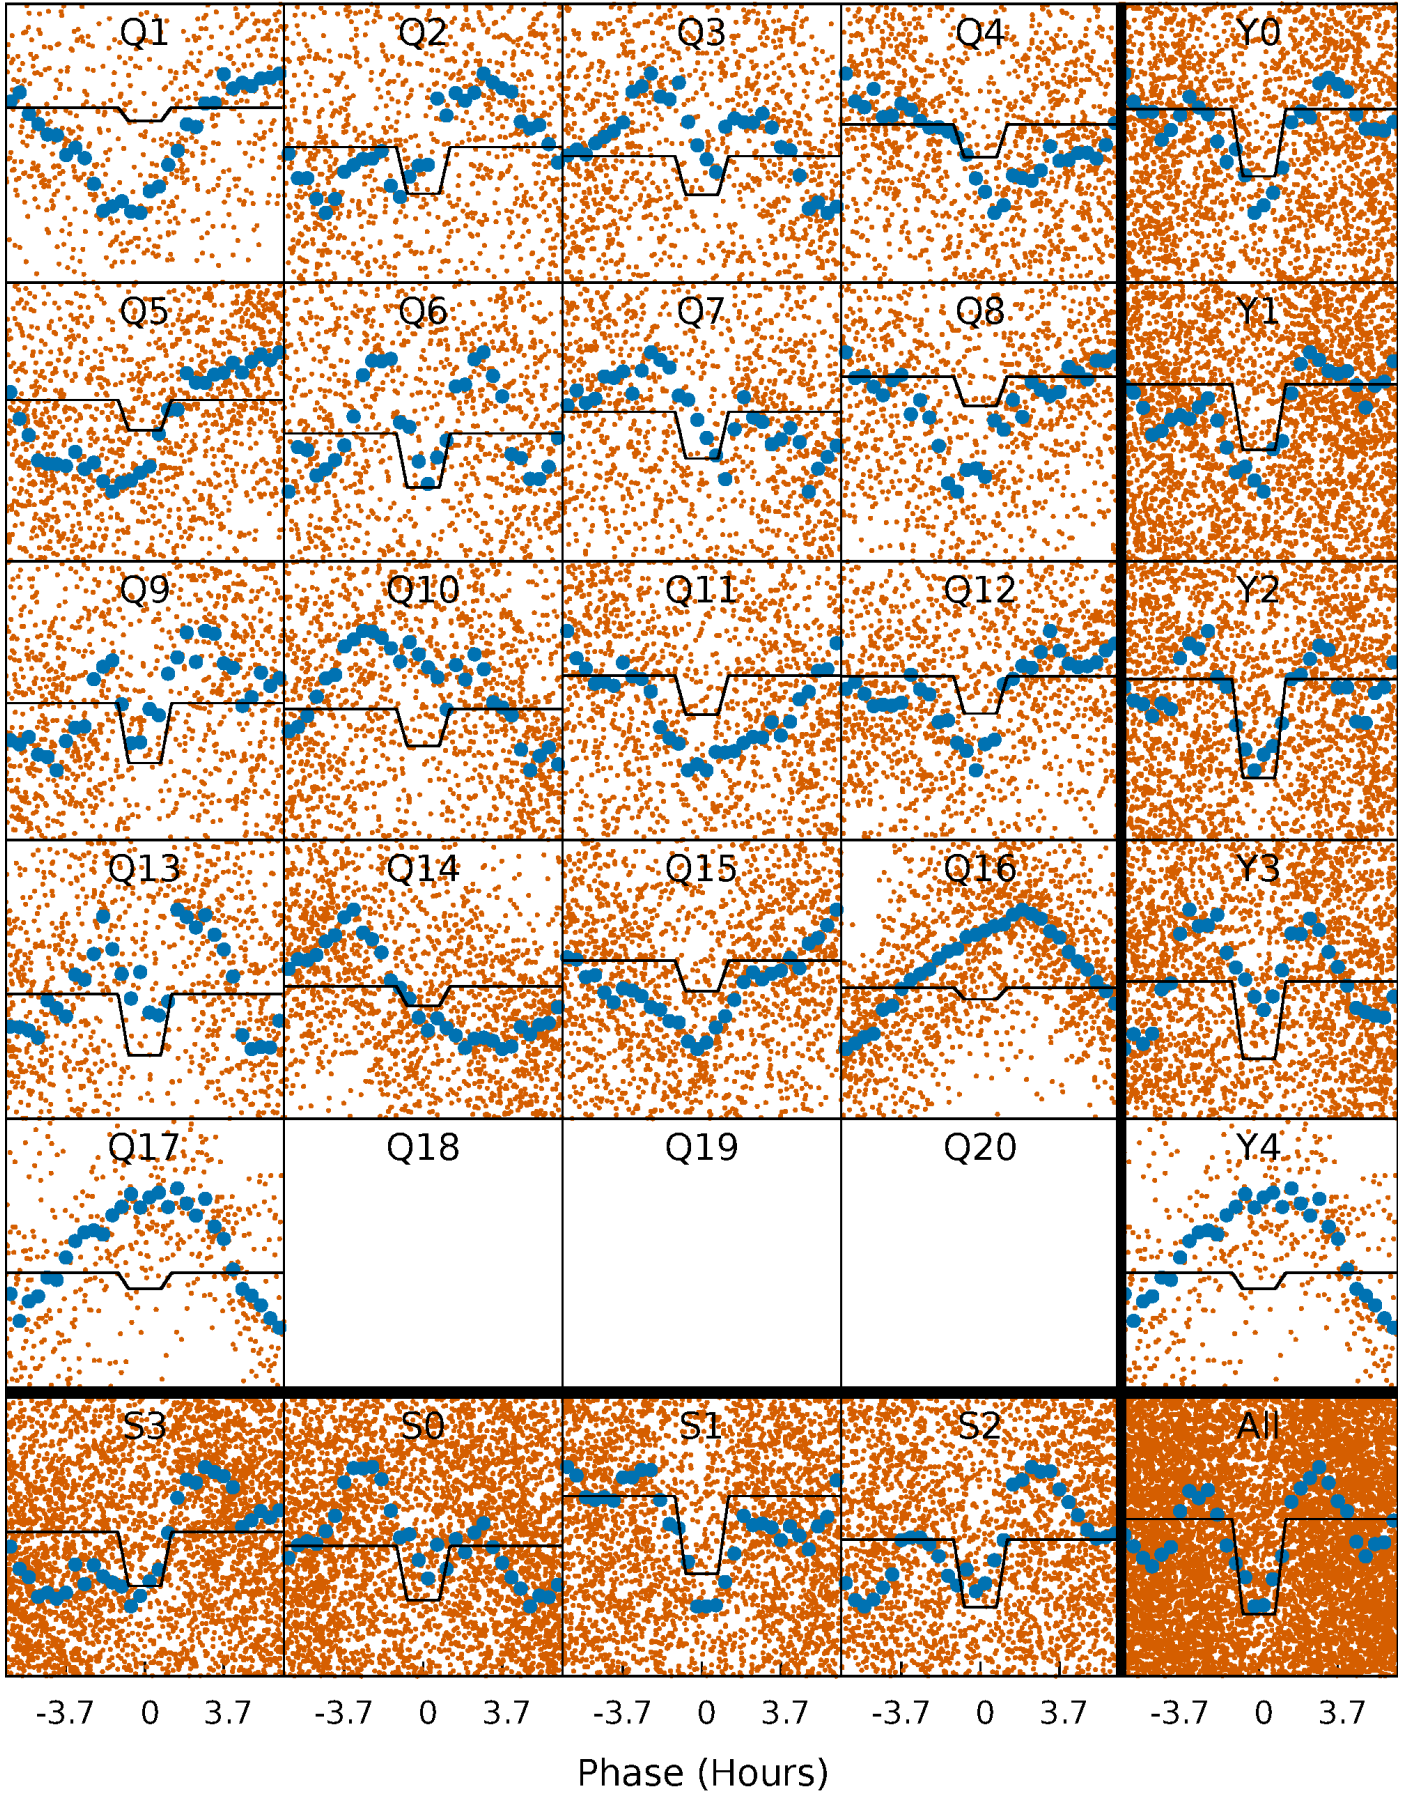 Q1 Q2 Q3 Q4 Y0
Q5 Q6 Q7 Q8 Y1
Q9 Q10 Q11 Q12 Y2
Q13 Q14 Q15 Q16 Y3
Q17 Q18 Q19 Q20 Y4
S3 S0 S1 S2 All
-3.7 0 3.7 -3.7 0 3.7 -3.7 0 3.7 -3.7 0 3.7 -3.7 0 3.7
Phase (Hours)